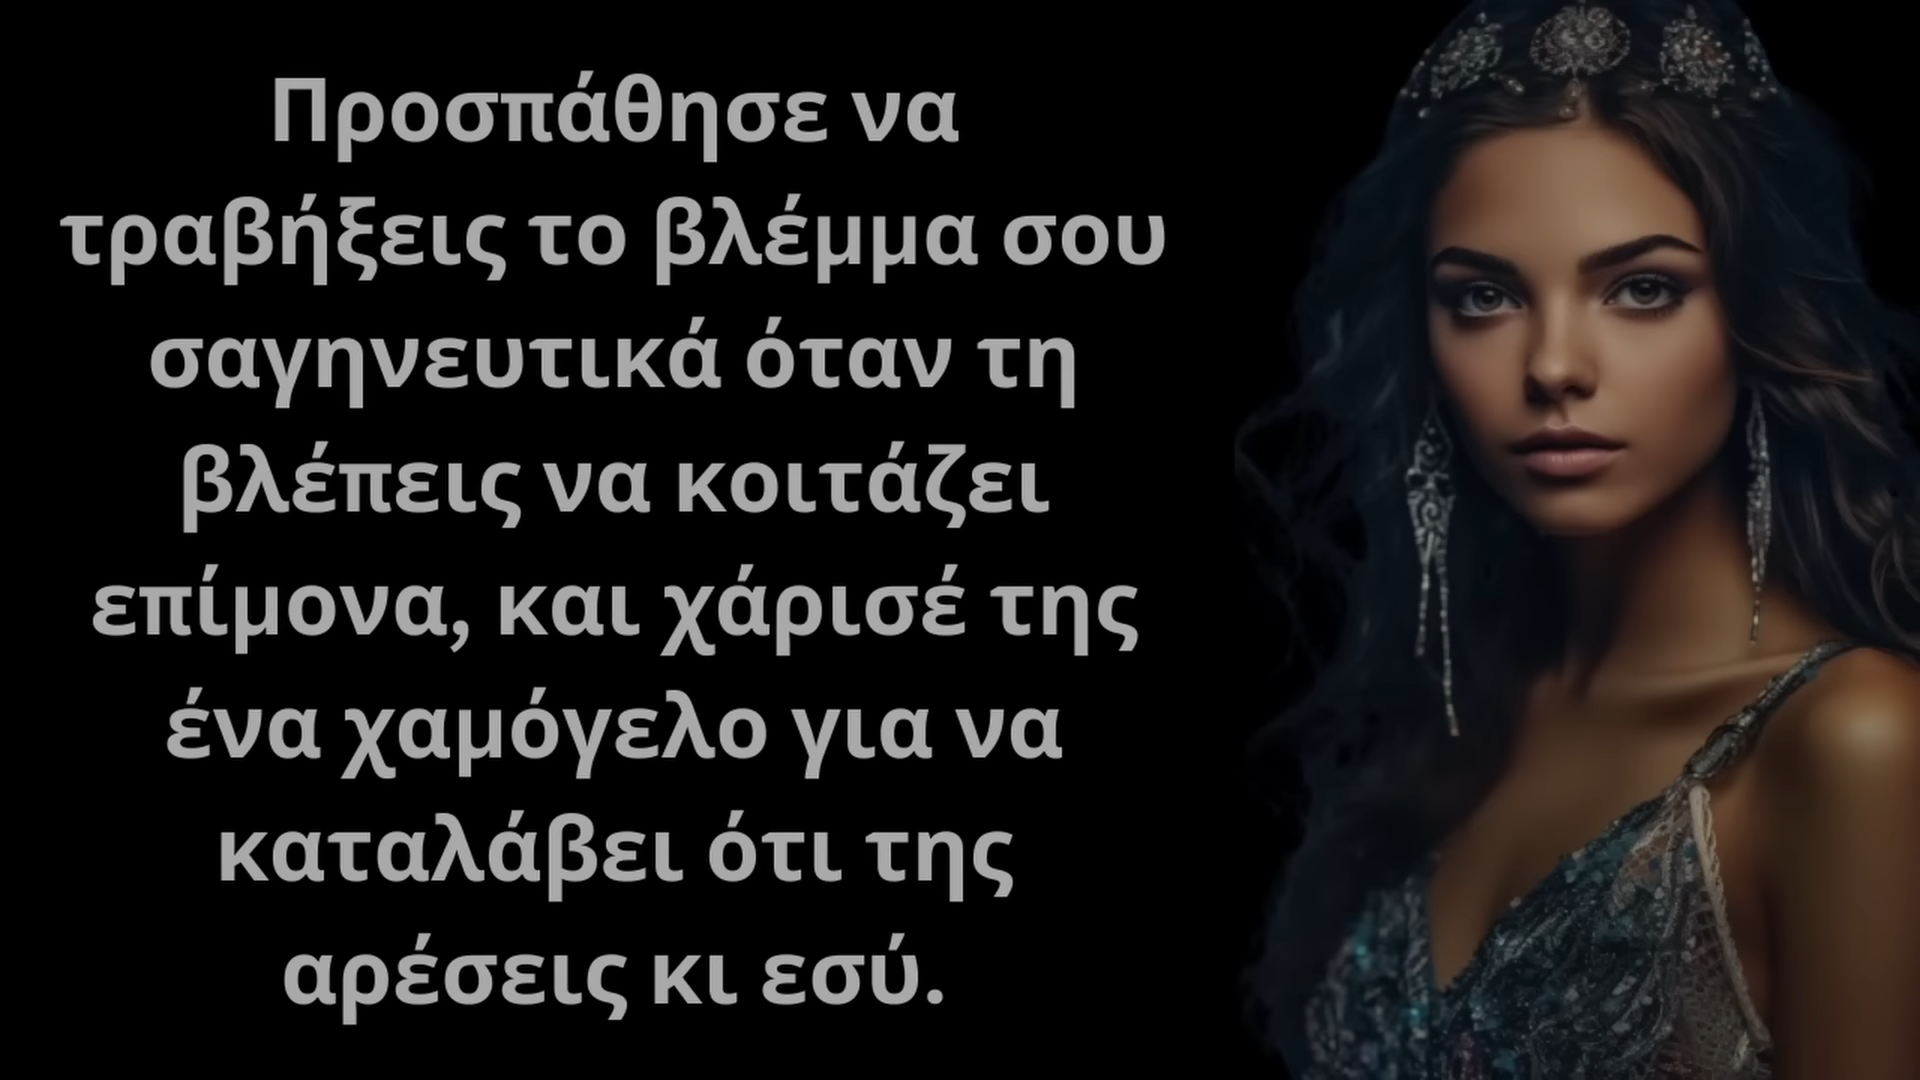 Προσπάθησε να
τραβήξεις το βλέμμα σου
σαγηνευτικά όταν τη
βλέπεις να κοιτάζει
επίμονα, και χάρισέ της
ένα χαμόγελο για να
καταλάβει ότι της
αρέσεις κι εσύ.